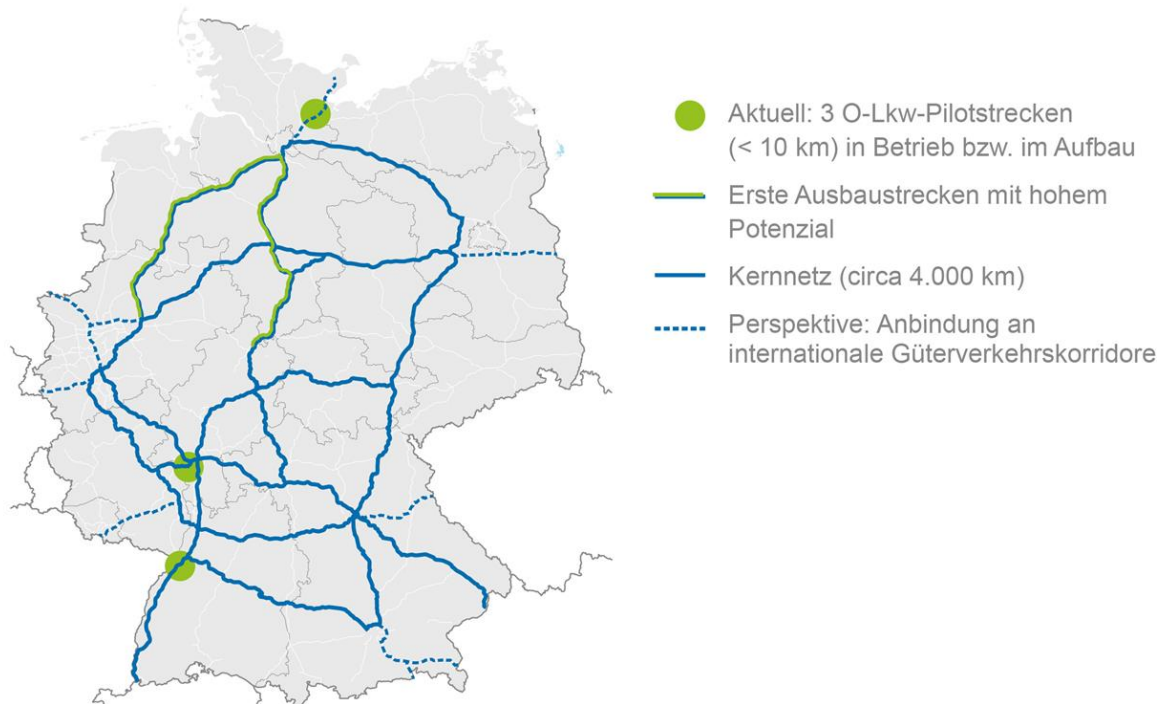 Aktuell: 3 O-Lkw-Pilotstrecken
(< 10 km) in Betrieb bzw. im Aufbau
Erste Ausbaustrecken mit hohem
Potenzial
Kernnetz (circa 4.000 km)
Perspektive: Anbindung an
internationale Güterverkehrskorridore